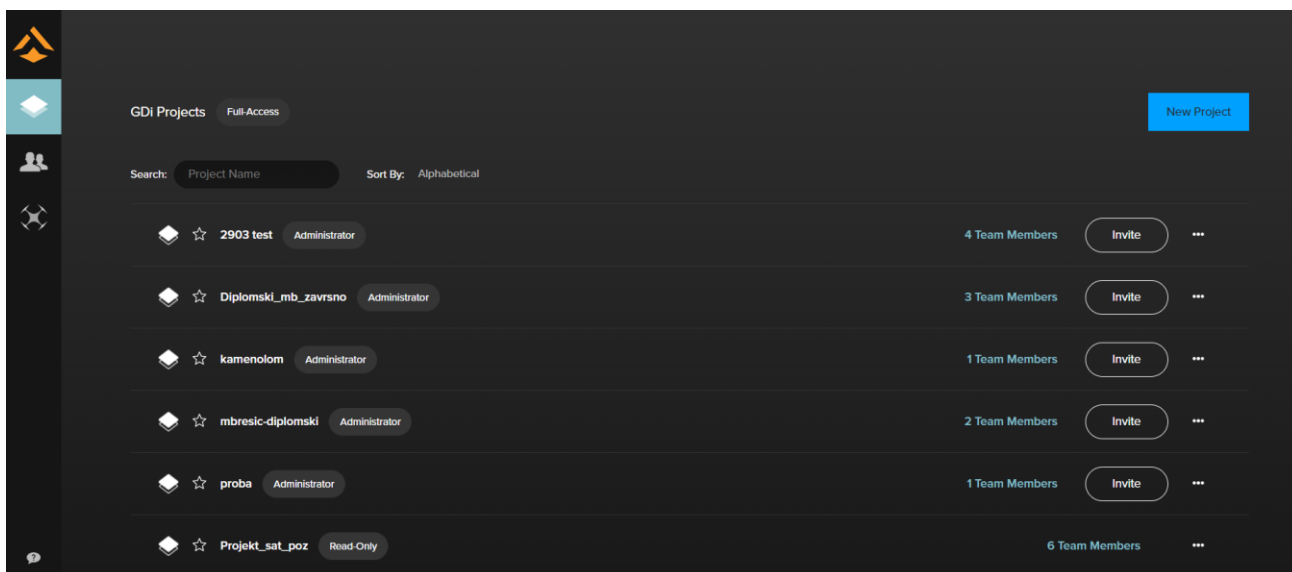 GDi Projects Full-Access New Project
Search: Project Name Sort By: Alphabetical
2903 test Administrator 4 Team Members Invite
Diplomski_mb_zavrsno Administrator 3 Team Members Invite
kamenolom Administrator 1 Team Members Invite
mbresic-diplomski Administrator 2 Team Members Invite
proba Administrator 1 Team Members Invite
Projekt_sat_poz Read-Only 6 Team Members